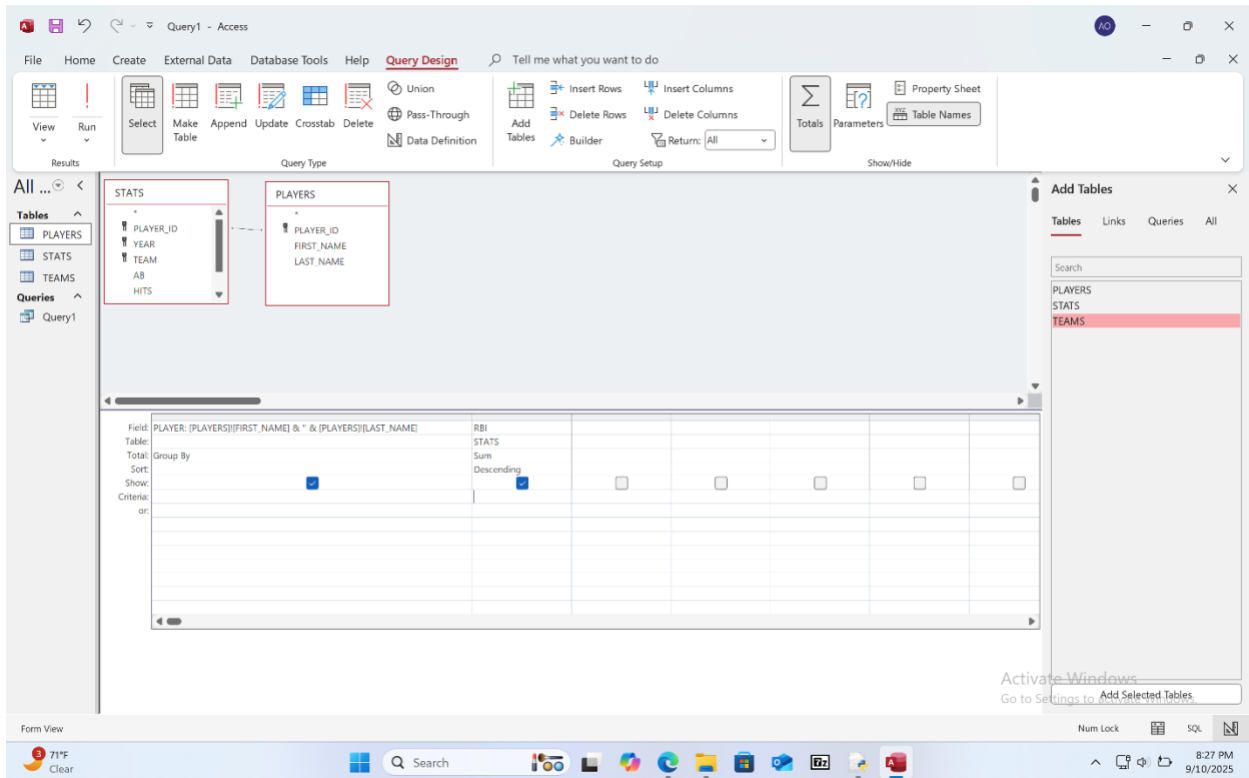 Query1 - Access
AO
File Home Create External Data Database Tools Help Query Design Tell me what you want to do
View
Run
Results
Select
Make Table
Append
Update
Crosstab
Delete
Union
Pass-Through
Data Definition
Query Type
Add Tables
Insert Rows
Delete Rows
Builder
Insert Columns
Delete Columns
Return: All
Query Setup
Totals
Parameters
Property Sheet
Table Names
Show/Hide
All ...
Tables
PLAYERS
STATS
TEAMS
Queries
Query1
STATS
*
PLAYER_ID
YEAR
TEAM
AB
HITS
PLAYERS
*
PLAYER_ID
FIRST_NAME
LAST_NAME
Field: PLAYER: [PLAYERS]![FIRST_NAME] & " & [PLAYERS]![LAST_NAME] RBI
Table: STATS
Total: Group By Sum
Sort: Descending
Show:
Criteria:
or:
Add Tables
Tables Links Queries All
Search
PLAYERS
STATS
TEAMS
Activate Windows
Go to Settings to activate Windows.
Add Selected Tables
Form View
Num Lock
SQL
3
71°F
Clear
Search
8:27 PM
9/10/2025